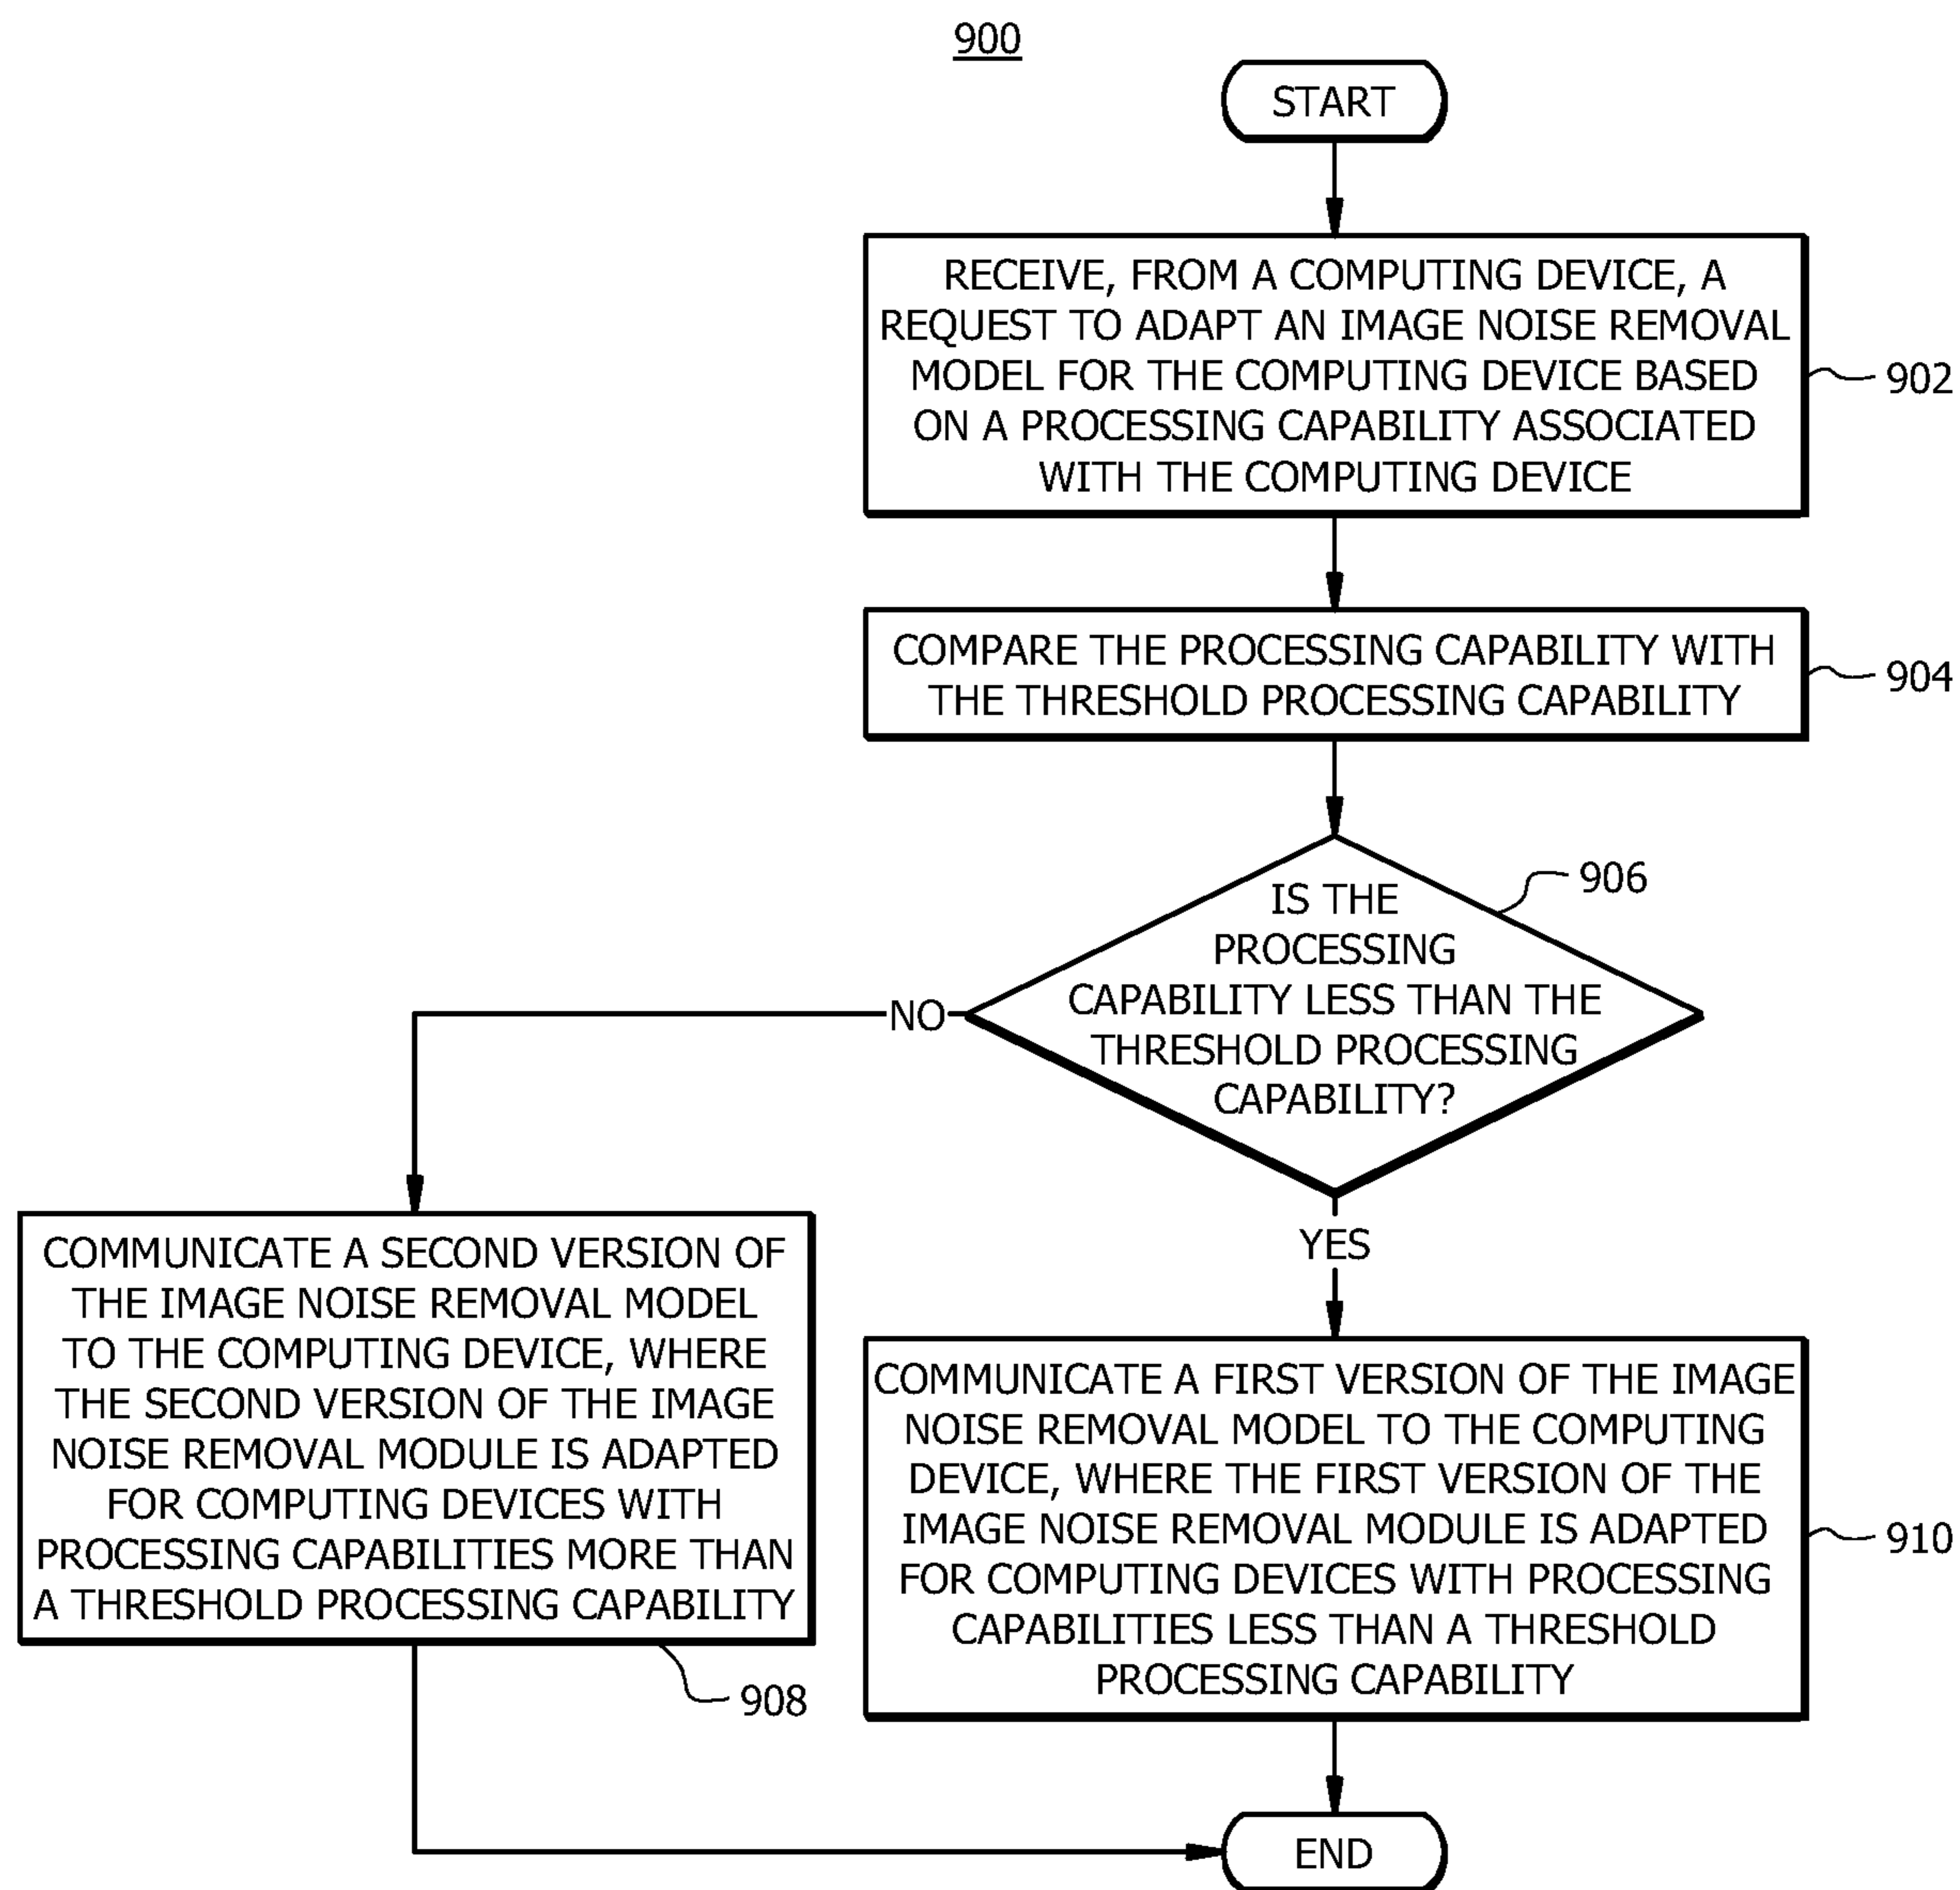 900
START
RECEIVE, FROM A COMPUTING DEVICE, A
REQUEST TO ADAPT AN IMAGE NOISE REMOVAL
MODEL FOR THE COMPUTING DEVICE BASED
ON A PROCESSING CAPABILITY ASSOCIATED
WITH THE COMPUTING DEVICE
902
COMPARE THE PROCESSING CAPABILITY WITH
THE THRESHOLD PROCESSING CAPABILITY
904
IS THE
PROCESSING
CAPABILITY LESS THAN THE
THRESHOLD PROCESSING
CAPABILITY?
906
NO
YES
COMMUNICATE A SECOND VERSION OF
THE IMAGE NOISE REMOVAL MODEL
TO THE COMPUTING DEVICE, WHERE
THE SECOND VERSION OF THE IMAGE
NOISE REMOVAL MODULE IS ADAPTED
FOR COMPUTING DEVICES WITH
PROCESSING CAPABILITIES MORE THAN
A THRESHOLD PROCESSING CAPABILITY
908
COMMUNICATE A FIRST VERSION OF THE IMAGE
NOISE REMOVAL MODEL TO THE COMPUTING
DEVICE, WHERE THE FIRST VERSION OF THE
IMAGE NOISE REMOVAL MODULE IS ADAPTED
FOR COMPUTING DEVICES WITH PROCESSING
CAPABILITIES LESS THAN A THRESHOLD
PROCESSING CAPABILITY
910
END